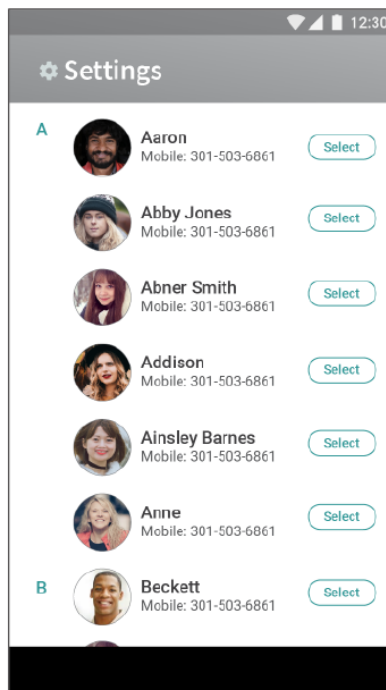 12:30
Settings
A
Aaron
Mobile: 301-503-6861
Select
Abby Jones
Mobile: 301-503-6861
Select
Abner Smith
Mobile: 301-503-6861
Select
Addison
Mobile: 301-503-6861
Select
Ainsley Barnes
Mobile: 301-503-6861
Select
Anne
Mobile: 301-503-6861
Select
B
Beckett
Mobile: 301-503-6861
Select